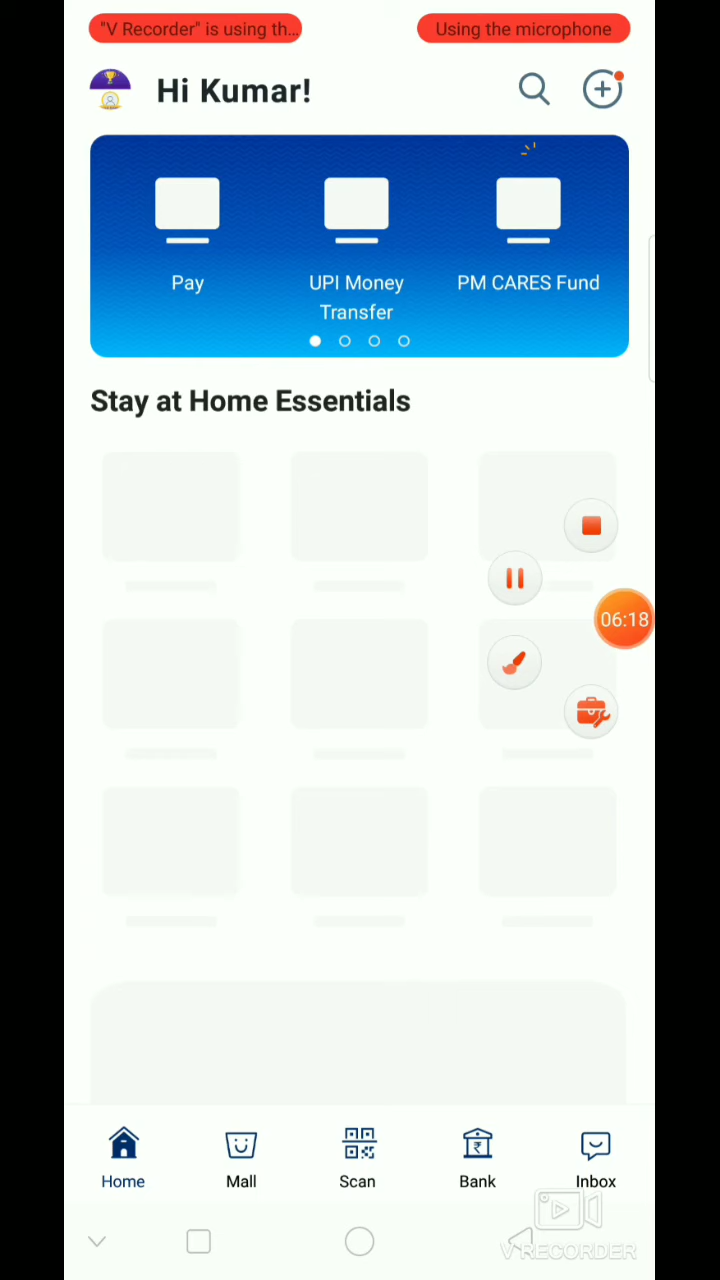 "V Recorder" is using th...
Using the microphone
Hi Kumar!
Pay
UPI Money
Transfer
PM CARES Fund
Stay at Home Essentials
06:18
Home
Mall
Scan
Bank
Inbox
V RECORDER